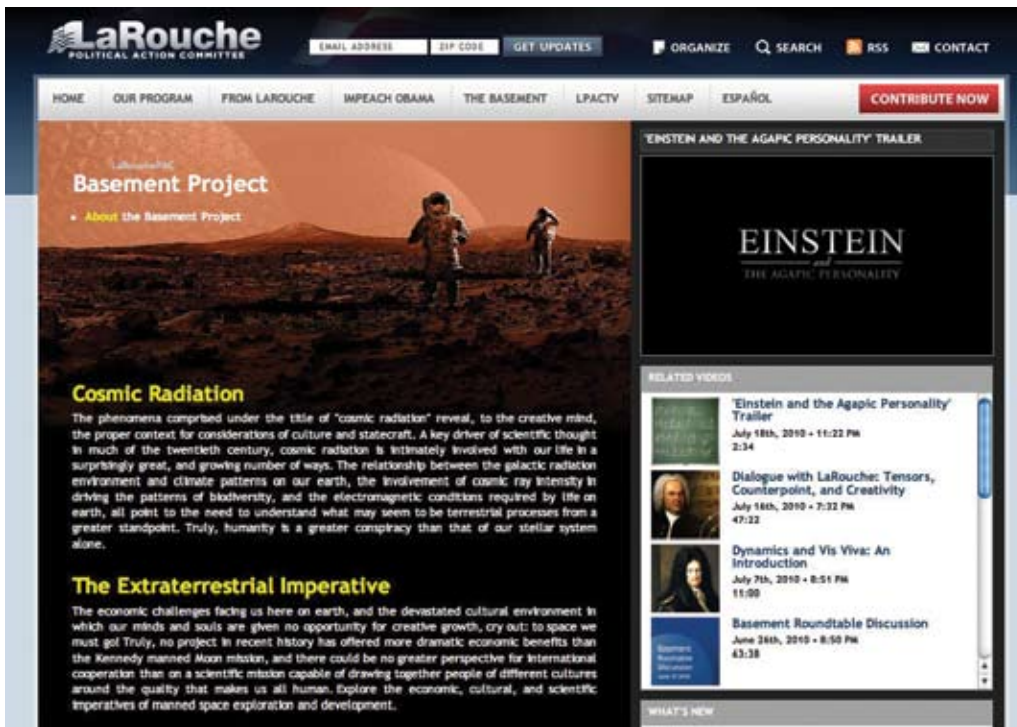 LaRouche
POLITICAL ACTION COMMITTEE
EMAIL ADDRESS
ZIP CODE
GET UPDATES
ORGANIZE
SEARCH
RSS
CONTACT
HOME
OUR PROGRAM
FROM LAROUCHE
IMPEACH OBAMA
THE BASEMENT
LPACTV
SITEMAP
ESPAÑOL
CONTRIBUTE NOW
LaRouchePAC
Basement Project
• About the Basement Project
Cosmic Radiation
The phenomena comprised under the title of "cosmic radiation" reveal, to the creative mind,
the proper context for considerations of culture and statecraft. A key driver of scientific thought
in much of the twentieth century, cosmic radiation is intimately involved with our life in a
surprisingly great, and growing number of ways. The relationship between the galactic radiation
environment and climate patterns on our earth, the involvement of cosmic ray intensity in
driving the patterns of biodiversity, and the electromagnetic conditions required by life on
earth, all point to the need to understand what may seem to be terrestrial processes from a
greater standpoint. Truly, humanity is a greater conspiracy than that of our stellar system
alone.
The Extraterrestrial Imperative
The economic challenges facing us here on earth, and the devastated cultural environment in
which our minds and souls are given no opportunity for creative growth, cry out: to space we
must go! Truly, no project in recent history has offered more dramatic economic benefits than
the Kennedy manned Moon mission, and there could be no greater perspective for international
cooperation than on a scientific mission capable of drawing together people of different cultures
around the quality that makes us all human. Explore the economic, cultural, and scientific
imperatives of manned space exploration and development.
'EINSTEIN AND THE AGAPIC PERSONALITY' TRAILER
EINSTEIN
and
THE AGAPIC PERSONALITY
RELATED VIDEOS
'Einstein and the Agapic Personality'
Trailer
July 18th, 2010 • 11:22 PM
2:34
Dialogue with LaRouche: Tensors,
Counterpoint, and Creativity
July 16th, 2010 • 7:32 PM
47:22
Dynamics and Vis Viva: An
Introduction
July 7th, 2010 • 8:51 PM
11:00
Basement Roundtable Discussion
June 26th, 2010 • 8:50 PM
63:38
Basement
Roundtable
Discussion
WHAT'S NEW